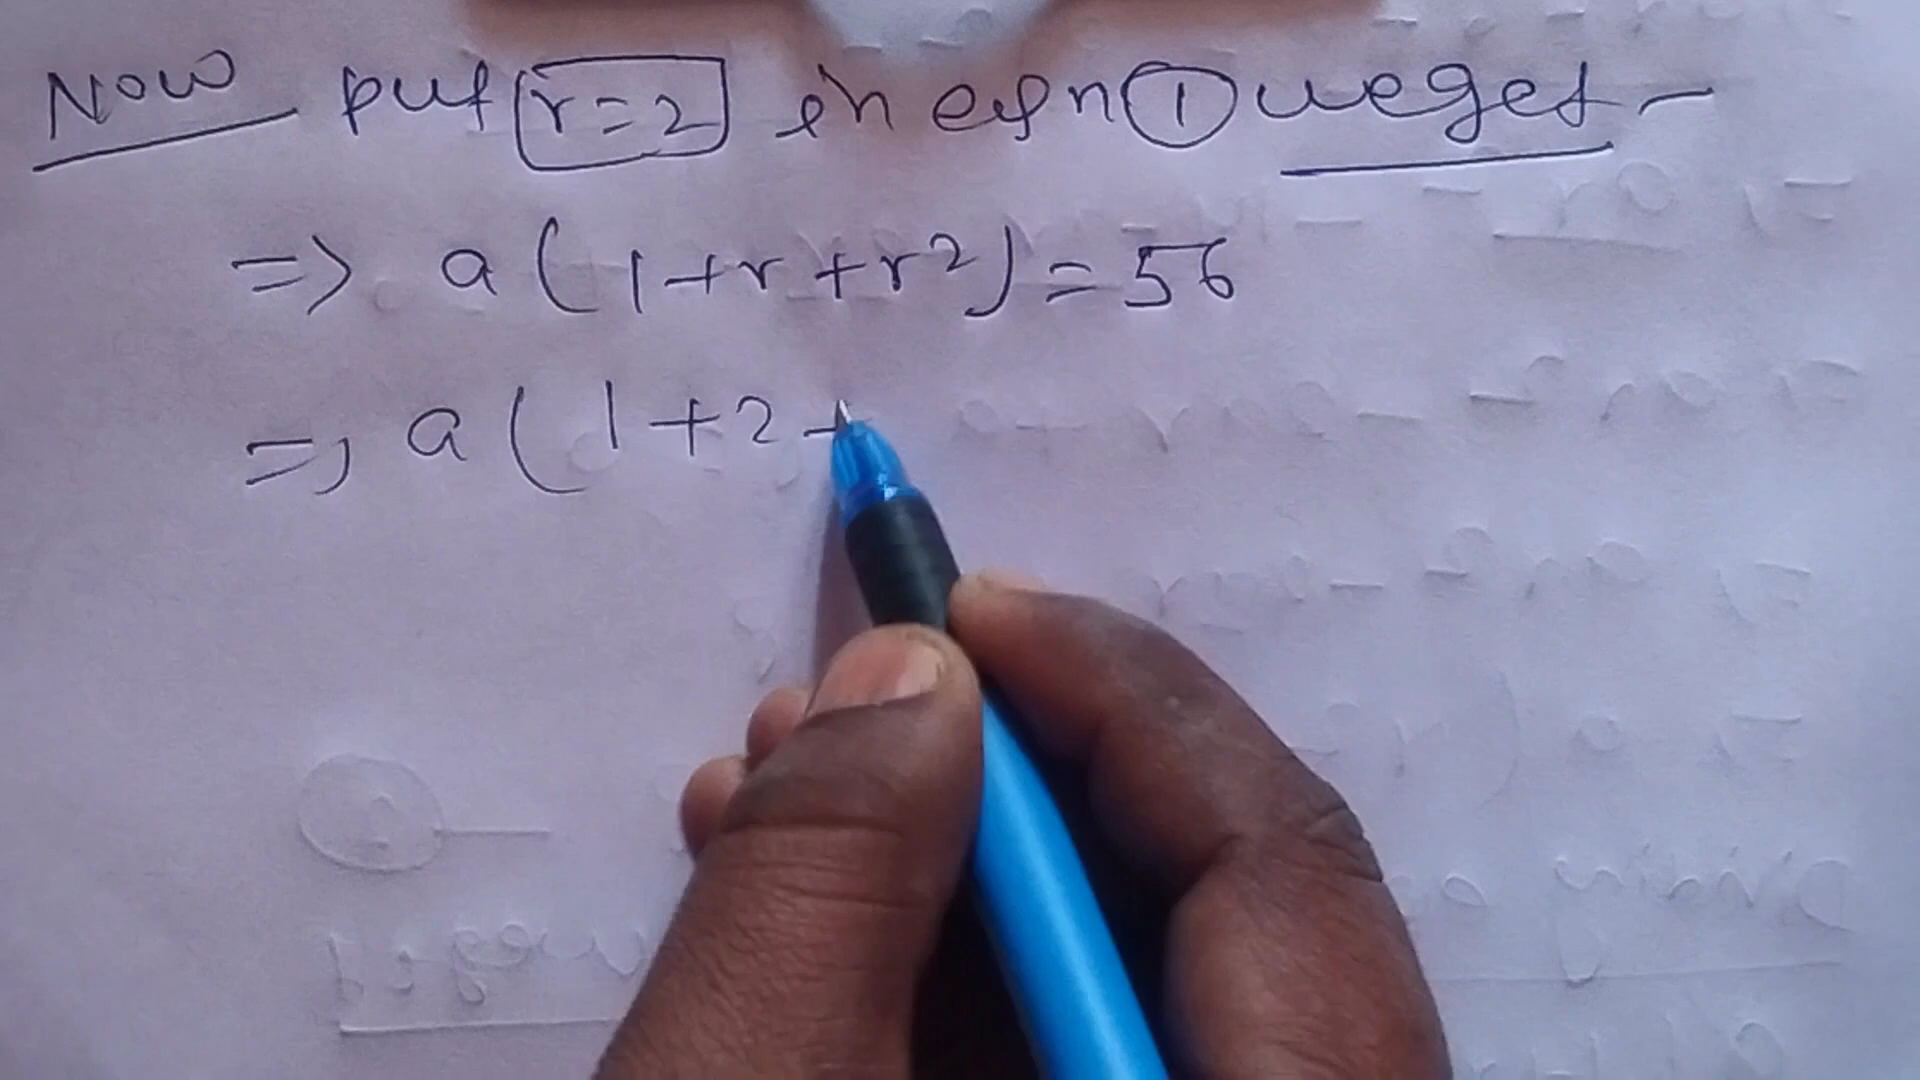 Now put r=2 in eqn ① we get –
=> a(1+r+r²)=56
=> a(1+2+